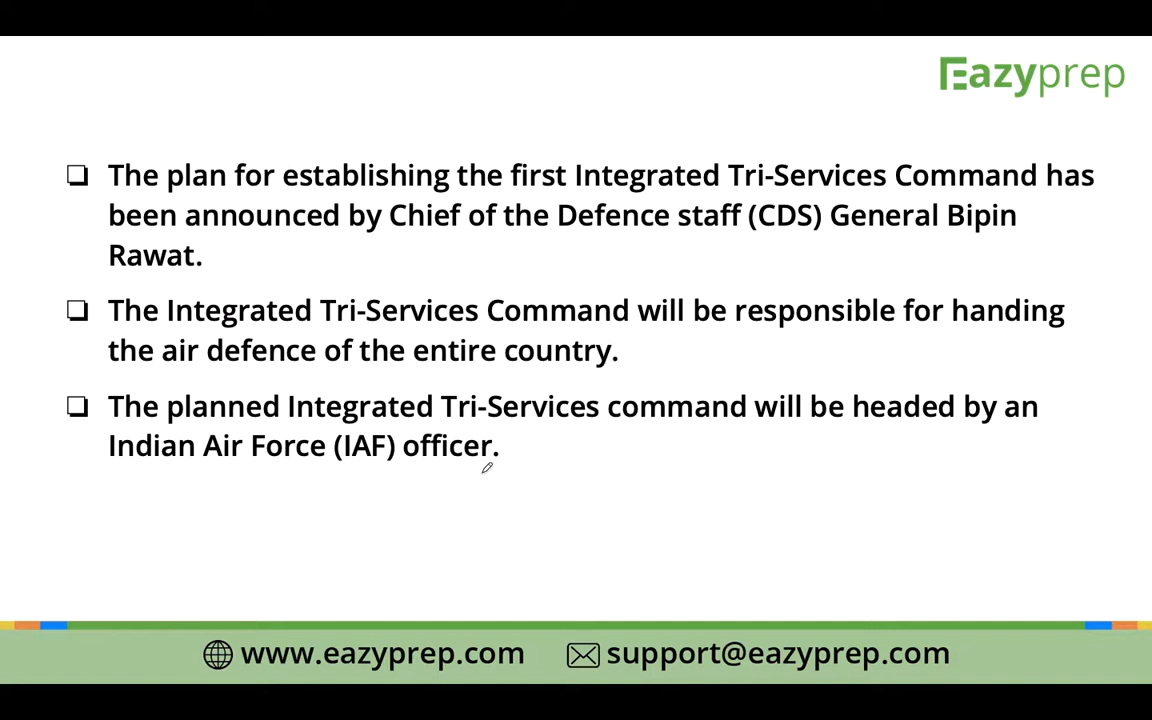 Eazyprep
❏ The plan for establishing the first Integrated Tri-Services Command has
been announced by Chief of the Defence staff (CDS) General Bipin
Rawat.
❏ The Integrated Tri-Services Command will be responsible for handing
the air defence of the entire country.
❏ The planned Integrated Tri-Services command will be headed by an
Indian Air Force (IAF) officer.
www.eazyprep.com support@eazyprep.com